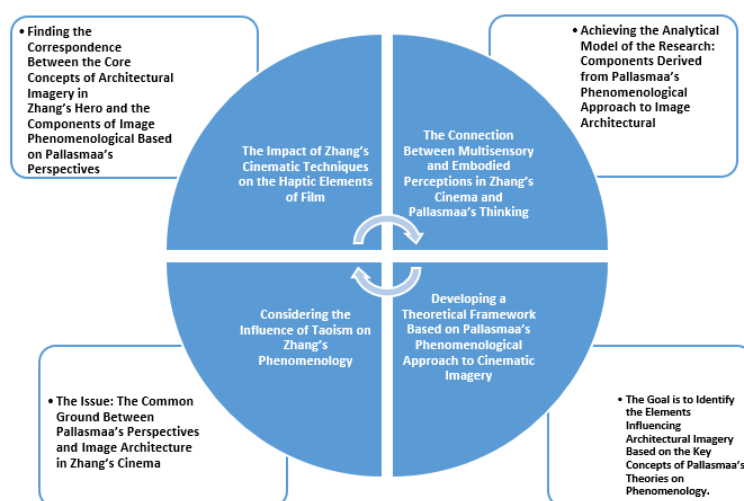 • Finding the
Correspondence
Between the Core
Concepts of Architectural
Imagery in
Zhang's Hero and the
Components of Image
Phenomenological Based
on Pallasmaa's
Perspectives
• Achieving the Analytical
Model of the Research:
Components Derived
from Pallasmaa's
Phenomenological
Approach to Image
Architectural
The Impact of Zhang's
Cinematic Techniques
on the Haptic Elements
of Film
The Connection
Between Multisensory
and Embodied
Perceptions in Zhang's
Cinema and
Pallasmaa's Thinking
Considering the
Influence of Taoism on
Zhang's
Phenomenology
Developing a
Theoretical Framework
Based on Pallasmaa's
Phenomenological
Approach to Cinematic
Imagery
• The Issue: The Common
Ground Between
Pallasmaa's Perspectives
and Image Architecture
in Zhang's Cinema
• The Goal is to Identify the
Elements
Influencing
Architectural Imagery
Based on the Key
Concepts of Pallasmaa's
Theories on
Phenomenology.